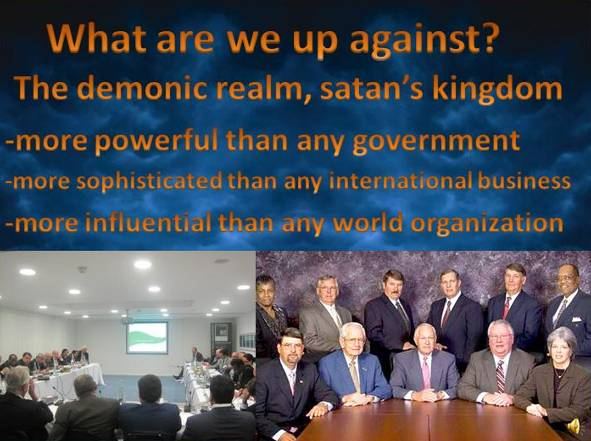 What are we up against?
The demonic realm, satan's kingdom
-more powerful than any government
-more sophisticated than any international business
-more influential than any world organization